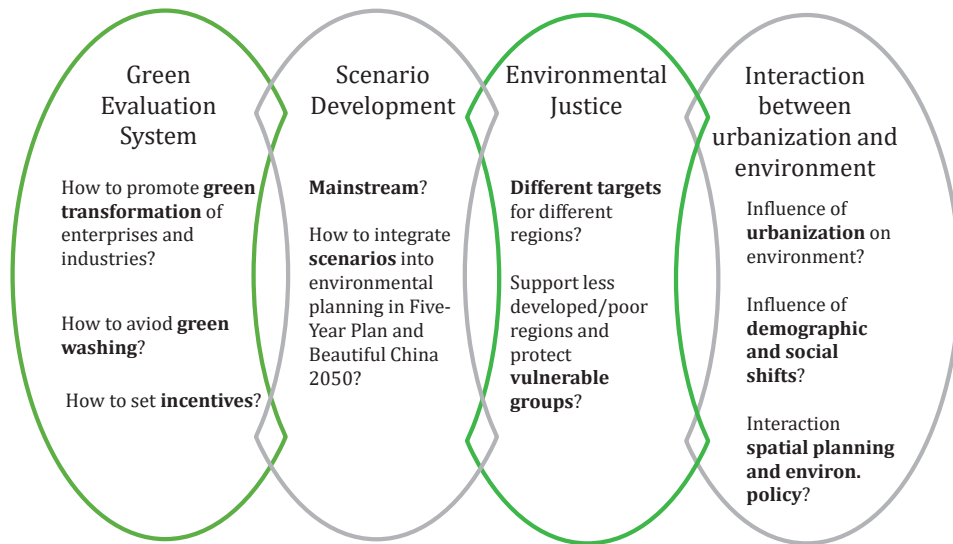 Green
Evaluation
System
How to promote green
transformation of
enterprises and
industries?
How to aviod green
washing?
How to set incentives?
Scenario
Development
Mainstream?
How to integrate
scenarios into
environmental
planning in Five-
Year Plan and
Beautiful China
2050?
Environmental
Justice
Different targets
for different
regions?
Support less
developed/poor
regions and
protect
vulnerable
groups?
Interaction
between
urbanization and
environment
Influence of
urbanization on
environment?
Influence of
demographic
and social
shifts?
Interaction
spatial planning
and environ.
policy?